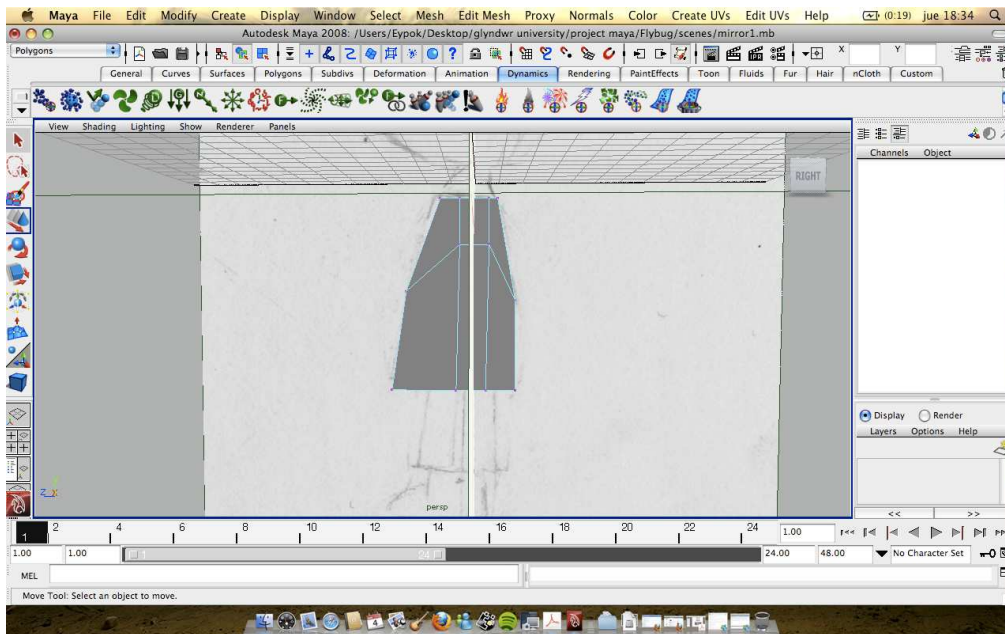 Maya File Edit Modify Create Display Window Select Mesh Edit Mesh Proxy Normals Color Create UVs Edit UVs Help (0:19) jue 18:34
Autodesk Maya 2008: /Users/Eypok/Desktop/glyndwr university/project maya/Flybug/scenes/mirror1.mb
Polygons X Y
General Curves Surfaces Polygons Subdivs Deformation Animation Dynamics Rendering PaintEffects Toon Fluids Fur Hair nCloth Custom
View Shading Lighting Show Renderer Panels
Channels Object
RIGHT
Display Render
Layers Options Help
z x
persp
<< >>
1 2 4 6 8 10 12 14 16 18 20 22 24 1.00
1.00 1.00 1 24 24.00 48.00 No Character Set
MEL
Move Tool: Select an object to move.